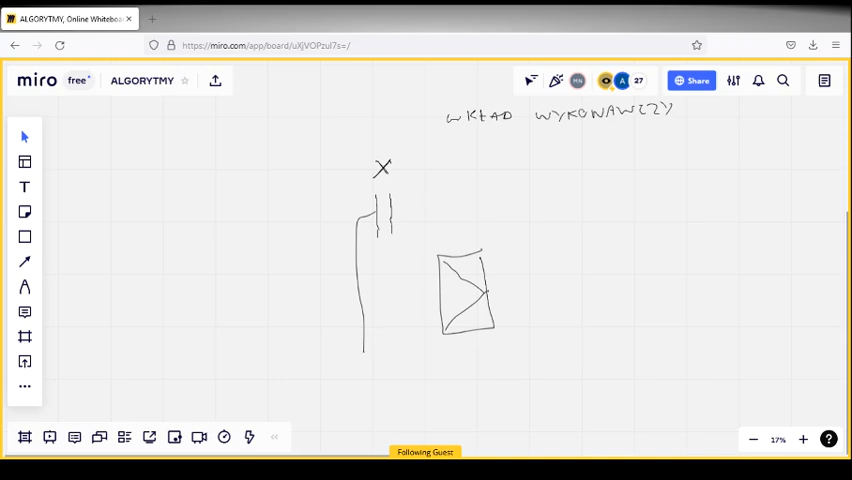 ALGORYTMY, Online Whiteboa
https://miro.com/app/board/uXjVOPzul7s=/
miro free ALGORYTMY MN A 27 Share
WKŁAD WYKONAWCZY
X
T
17% ?
Following Guest